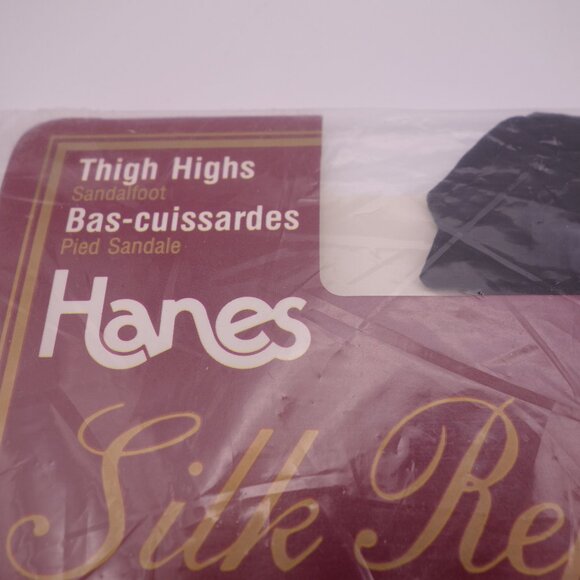 Thigh Highs
Sandalfoot
Bas-cuissardes
Pied Sandale
Hanes
Silk